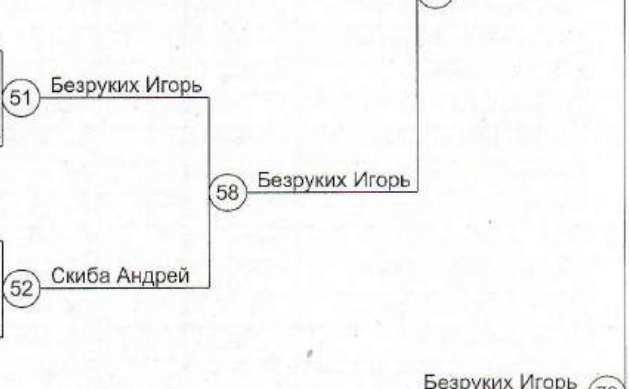 51 Безруких Игорь
58 Безруких Игорь
52 Скиба Андрей
Безруких Игорь